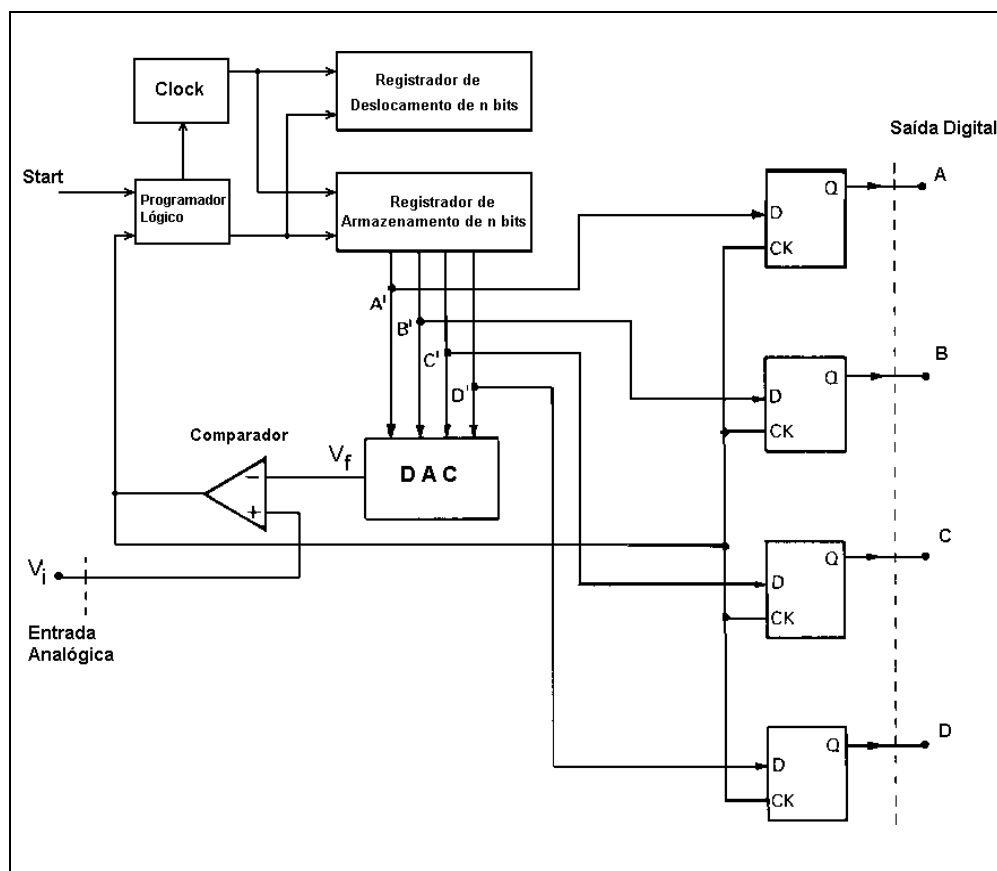 Clock
Registrador de
Deslocamento de n bits
Saída Digital
Start
Programador
Lógico
Registrador de
Armazenamento de n bits
Q
A
D
CK
A'
B'
C'
D'
Q
B
D
CK
Comparador
Vf
DAC
−
+
Q
C
D
CK
Vi
Entrada
Analógica
Q
D
D
CK